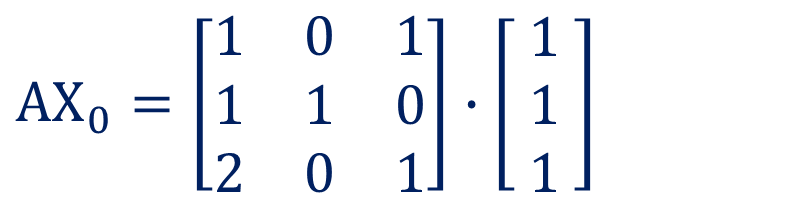 AX₀ = [1 0 1
1 1 0
2 0 1] · [1
1
1]